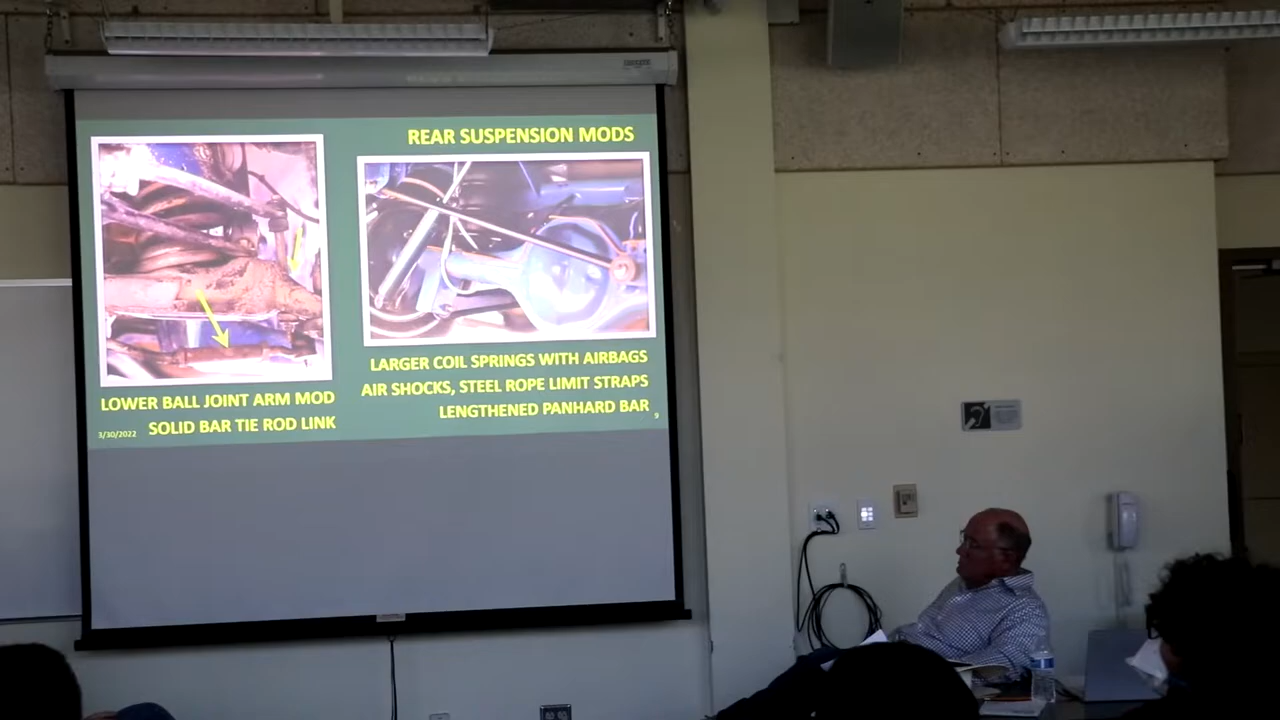 REAR SUSPENSION MODS
LOWER BALL JOINT ARM MOD
SOLID BAR TIE ROD LINK
3/30/2022
LARGER COIL SPRINGS WITH AIRBAGS
AIR SHOCKS, STEEL ROPE LIMIT STRAPS
LENGTHENED PANHARD BAR
9